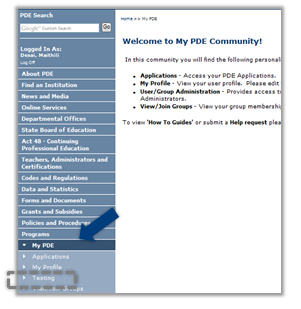 PDE Search
Google™ Custom Search
Go
Logged In As:
Desai, Maithili
Log Off
About PDE
Find an Institution
News and Media
Online Services
Departmental Offices
State Board of Education
Act 48 - Continuing
Professional Education
Teachers, Administrators and
Certifications
Codes and Regulations
Data and Statistics
Forms and Documents
Grants and Subsidies
Policies and Procedures
Programs
My PDE
Applications
My Profile
Testing
Groups
Home >> My PDE
Welcome to My PDE Community!
In this community you will find the following personali
Applications - Access your PDE Applications.
My Profile - View your user profile. Please edit
User/Group Administration - Provides access t
Administrators.
View/Join Groups - View your group membershi
To view 'How To Guides' or submit a Help request plea